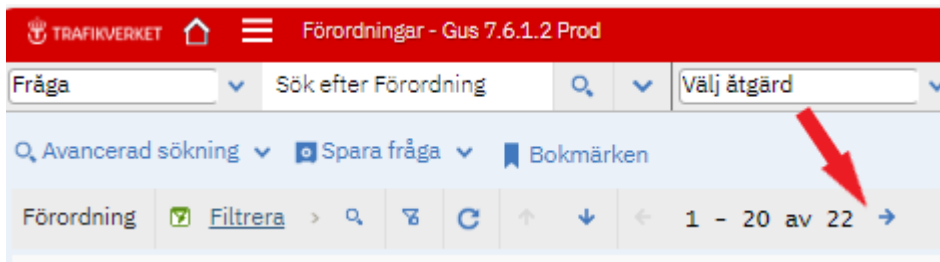 TRAFIKVERKET Förordningar - Gus 7.6.1.2 Prod
Fråga Sök efter Förordning Välj åtgärd
Avancerad sökning Spara fråga Bokmärken
Förordning Filtrera > 1 - 20 av 22